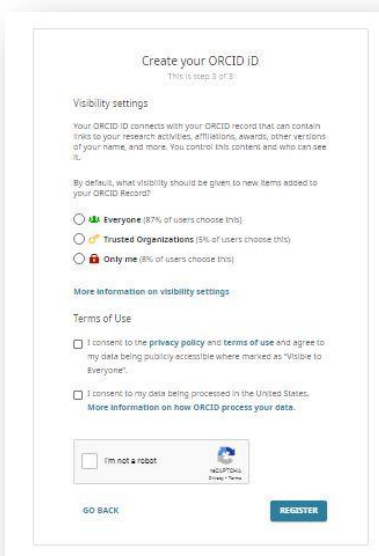 Create your ORCID iD
This is step 3 of 3
Visibility settings
Your ORCID iD connects with your ORCID record that can contain
links to your research activities, affiliations, awards, other versions
of your name, and more. You control this content and who can see
it.
By default, what visibility should be given to new items added to
your ORCID Record?
Everyone (87% of users choose this)
Trusted Organizations (5% of users choose this)
Only me (8% of users choose this)
More information on visibility settings
Terms of Use
I consent to the privacy policy and terms of use and agree to
my data being publicly accessible where marked as "Visible to
Everyone".
I consent to my data being processed in the United States.
More information on how ORCID process your data.
I'm not a robot
reCAPTCHA
Privacy - Terms
GO BACK
REGISTER